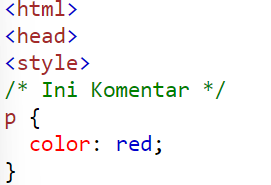 <html>
<head>
<style>
/* Ini Komentar */
p {
  color: red;
}